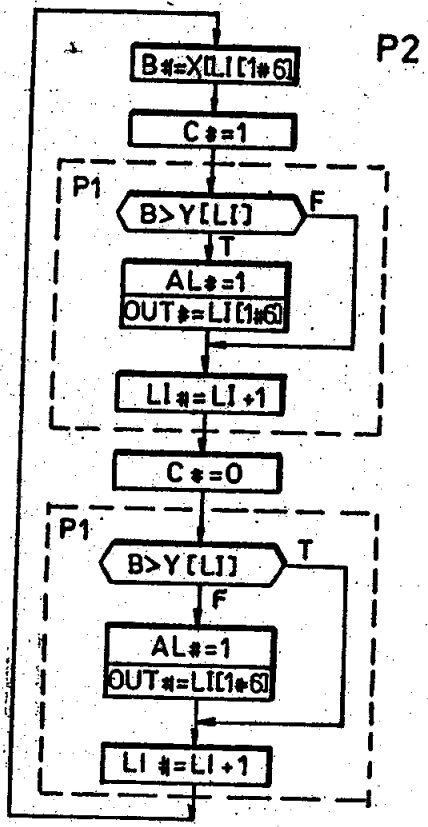 P2
B#=X[LI[1#6]
C#=1
P1
B>Y[LI]
F
T
AL#=1
OUT#=LI[1#6]
LI#=LI+1
C#=0
P1
B>Y[LI]
T
F
AL#=1
OUT#=LI[1#6]
LI#=LI+1